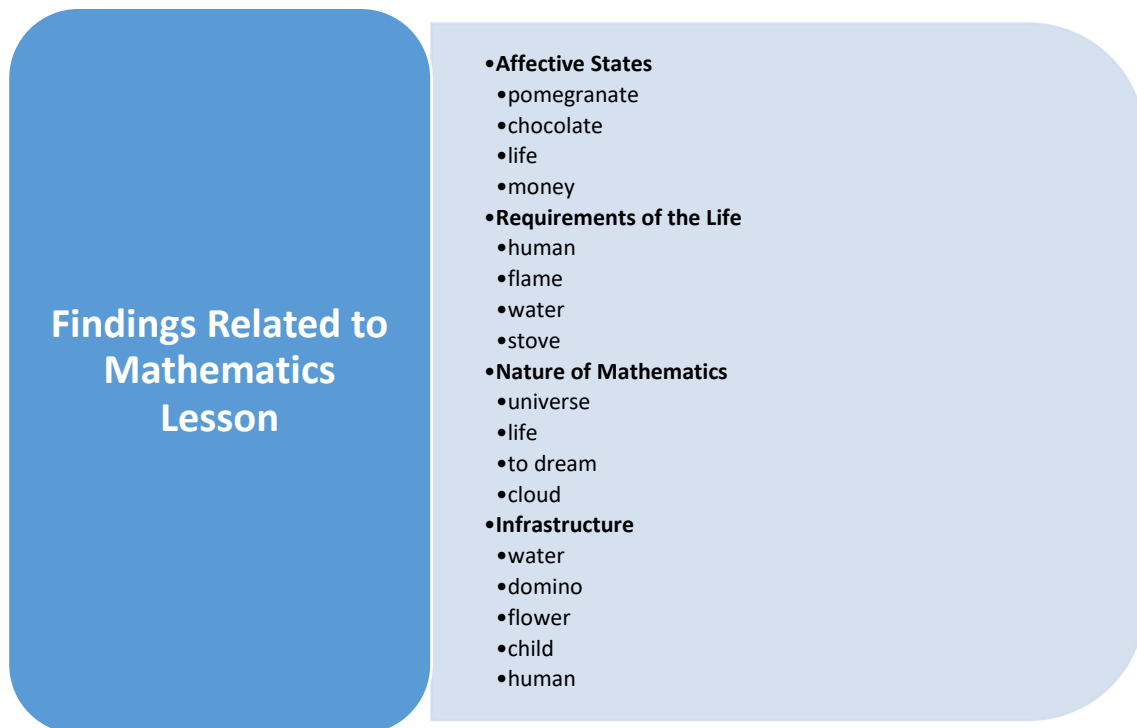 Findings Related to
Mathematics
Lesson
•Affective States
•pomegranate
•chocolate
•life
•money
•Requirements of the Life
•human
•flame
•water
•stove
•Nature of Mathematics
•universe
•life
•to dream
•cloud
•Infrastructure
•water
•domino
•flower
•child
•human